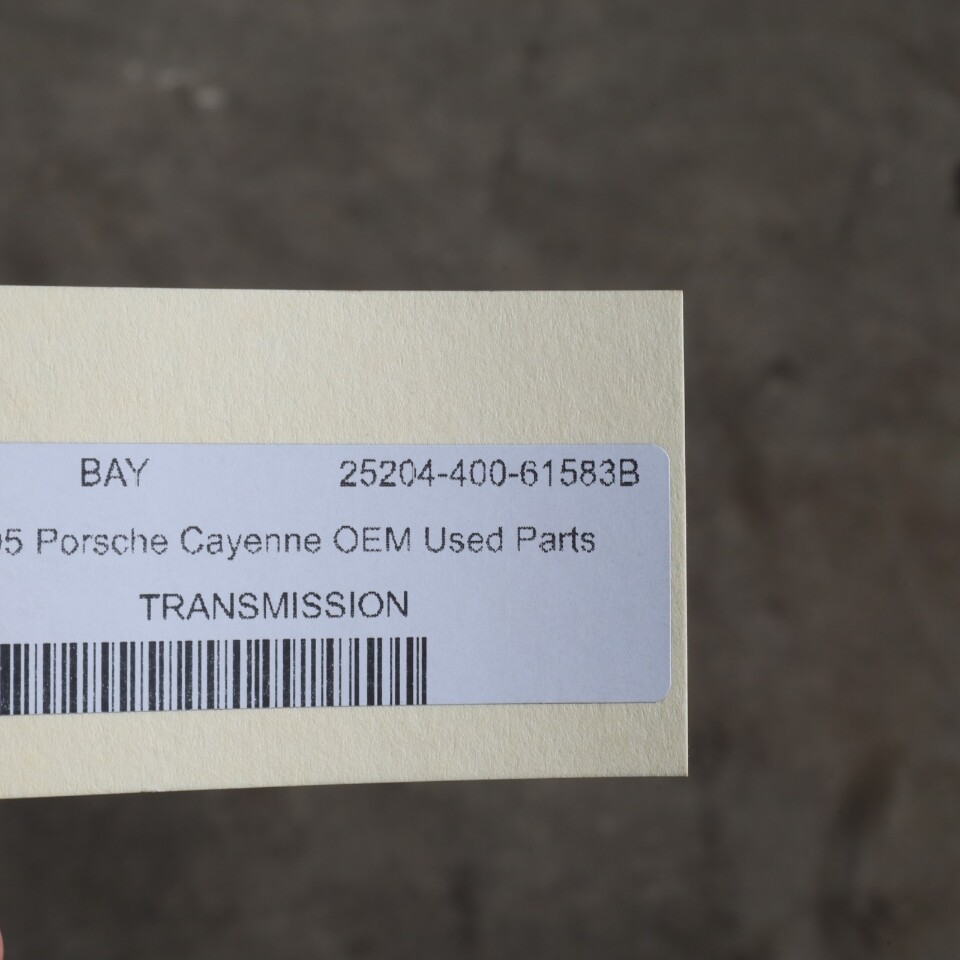 BAY 25204-400-61583B
05 Porsche Cayenne OEM Used Parts
TRANSMISSION